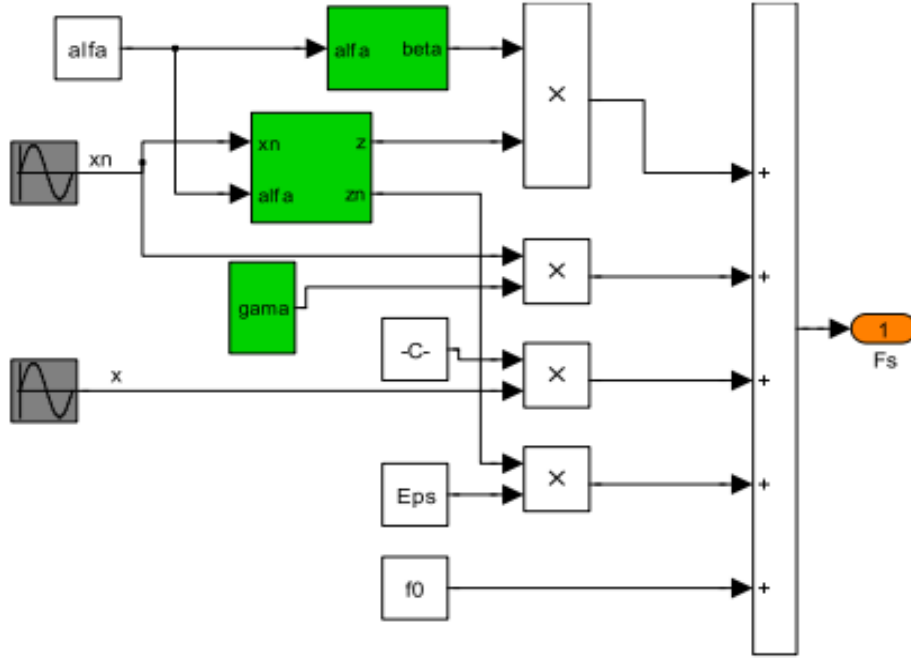 alfa
alfa beta
xn
xn z
alfa zn
gama
-C-
x
Eps
f0
×
×
×
×
+
+
+
+
+
1
Fs